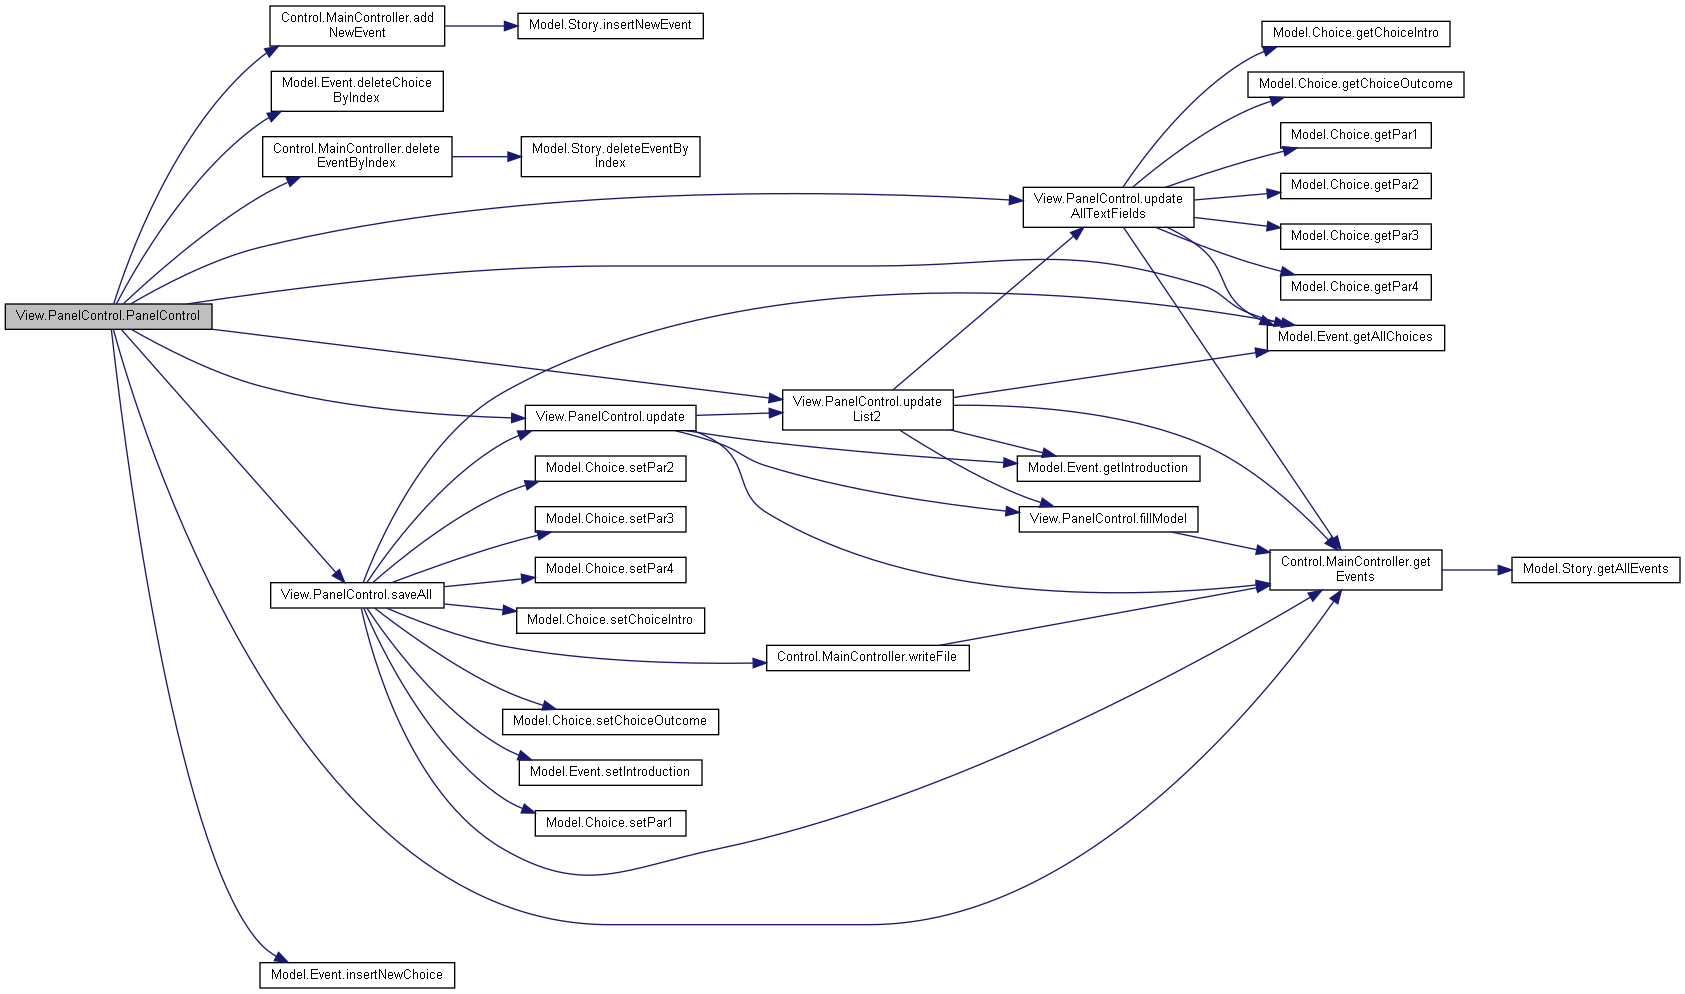 View.PanelControl.PanelControl
Control.MainController.add
NewEvent
Model.Story.insertNewEvent
Model.Event.deleteChoice
ByIndex
Control.MainController.delete
EventByIndex
Model.Story.deleteEventBy
Index
View.PanelControl.update
AllTextFields
Model.Choice.getChoiceIntro
Model.Choice.getChoiceOutcome
Model.Choice.getPar1
Model.Choice.getPar2
Model.Choice.getPar3
Model.Choice.getPar4
Model.Event.getAllChoices
View.PanelControl.update
List2
View.PanelControl.update
Model.Event.getIntroduction
View.PanelControl.fillModel
Model.Choice.setPar2
Model.Choice.setPar3
Model.Choice.setPar4
View.PanelControl.saveAll
Model.Choice.setChoiceIntro
Control.MainController.get
Events
Model.Story.getAllEvents
Control.MainController.writeFile
Model.Choice.setChoiceOutcome
Model.Event.setIntroduction
Model.Choice.setPar1
Model.Event.insertNewChoice